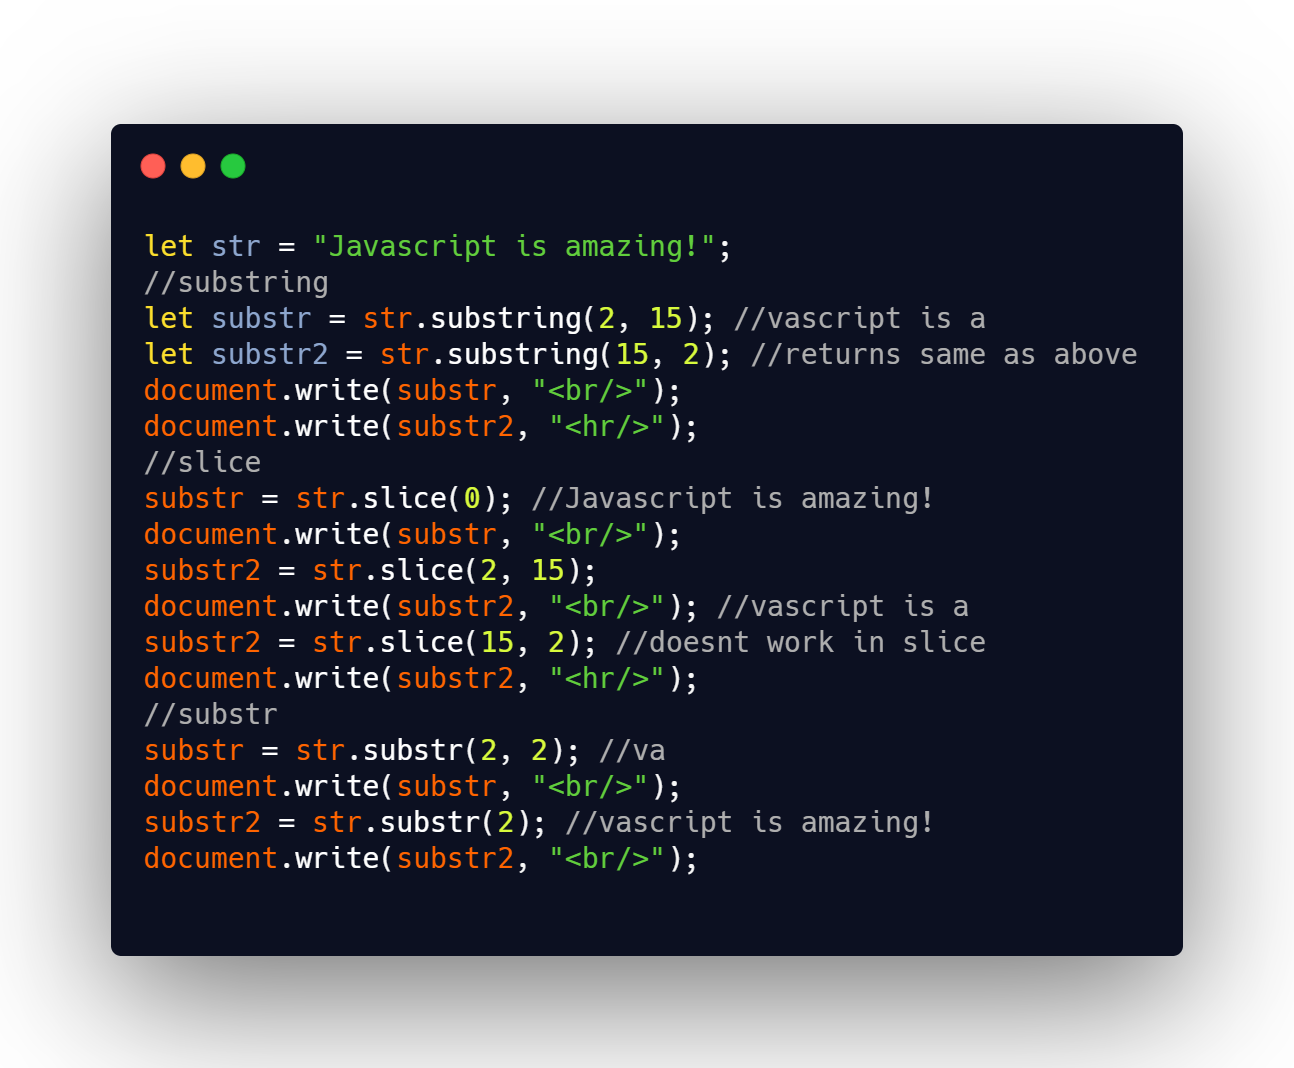 let str = "Javascript is amazing!";
//substring
let substr = str.substring(2, 15); //vascript is a
let substr2 = str.substring(15, 2); //returns same as above
document.write(substr, "<br/>");
document.write(substr2, "<hr/>");
//slice
substr = str.slice(0); //Javascript is amazing!
document.write(substr, "<br/>");
substr2 = str.slice(2, 15);
document.write(substr2, "<br/>"); //vascript is a
substr2 = str.slice(15, 2); //doesnt work in slice
document.write(substr2, "<hr/>");
//substr
substr = str.substr(2, 2); //va
document.write(substr, "<br/>");
substr2 = str.substr(2); //vascript is amazing!
document.write(substr2, "<br/>");